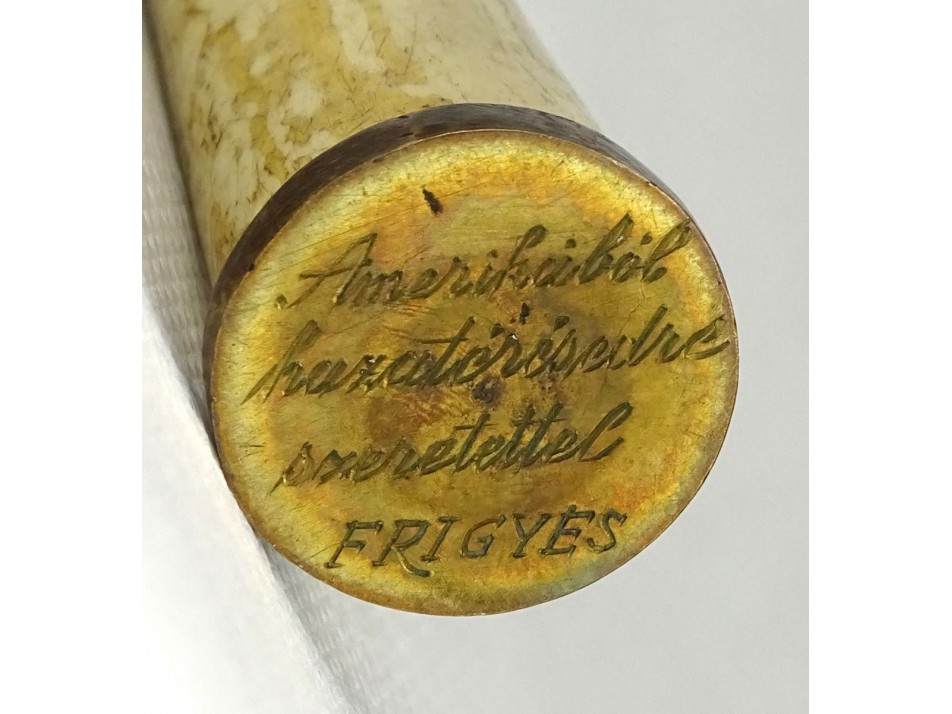 Amerikából
hazatérésedre
szeretettel
FRIGYES